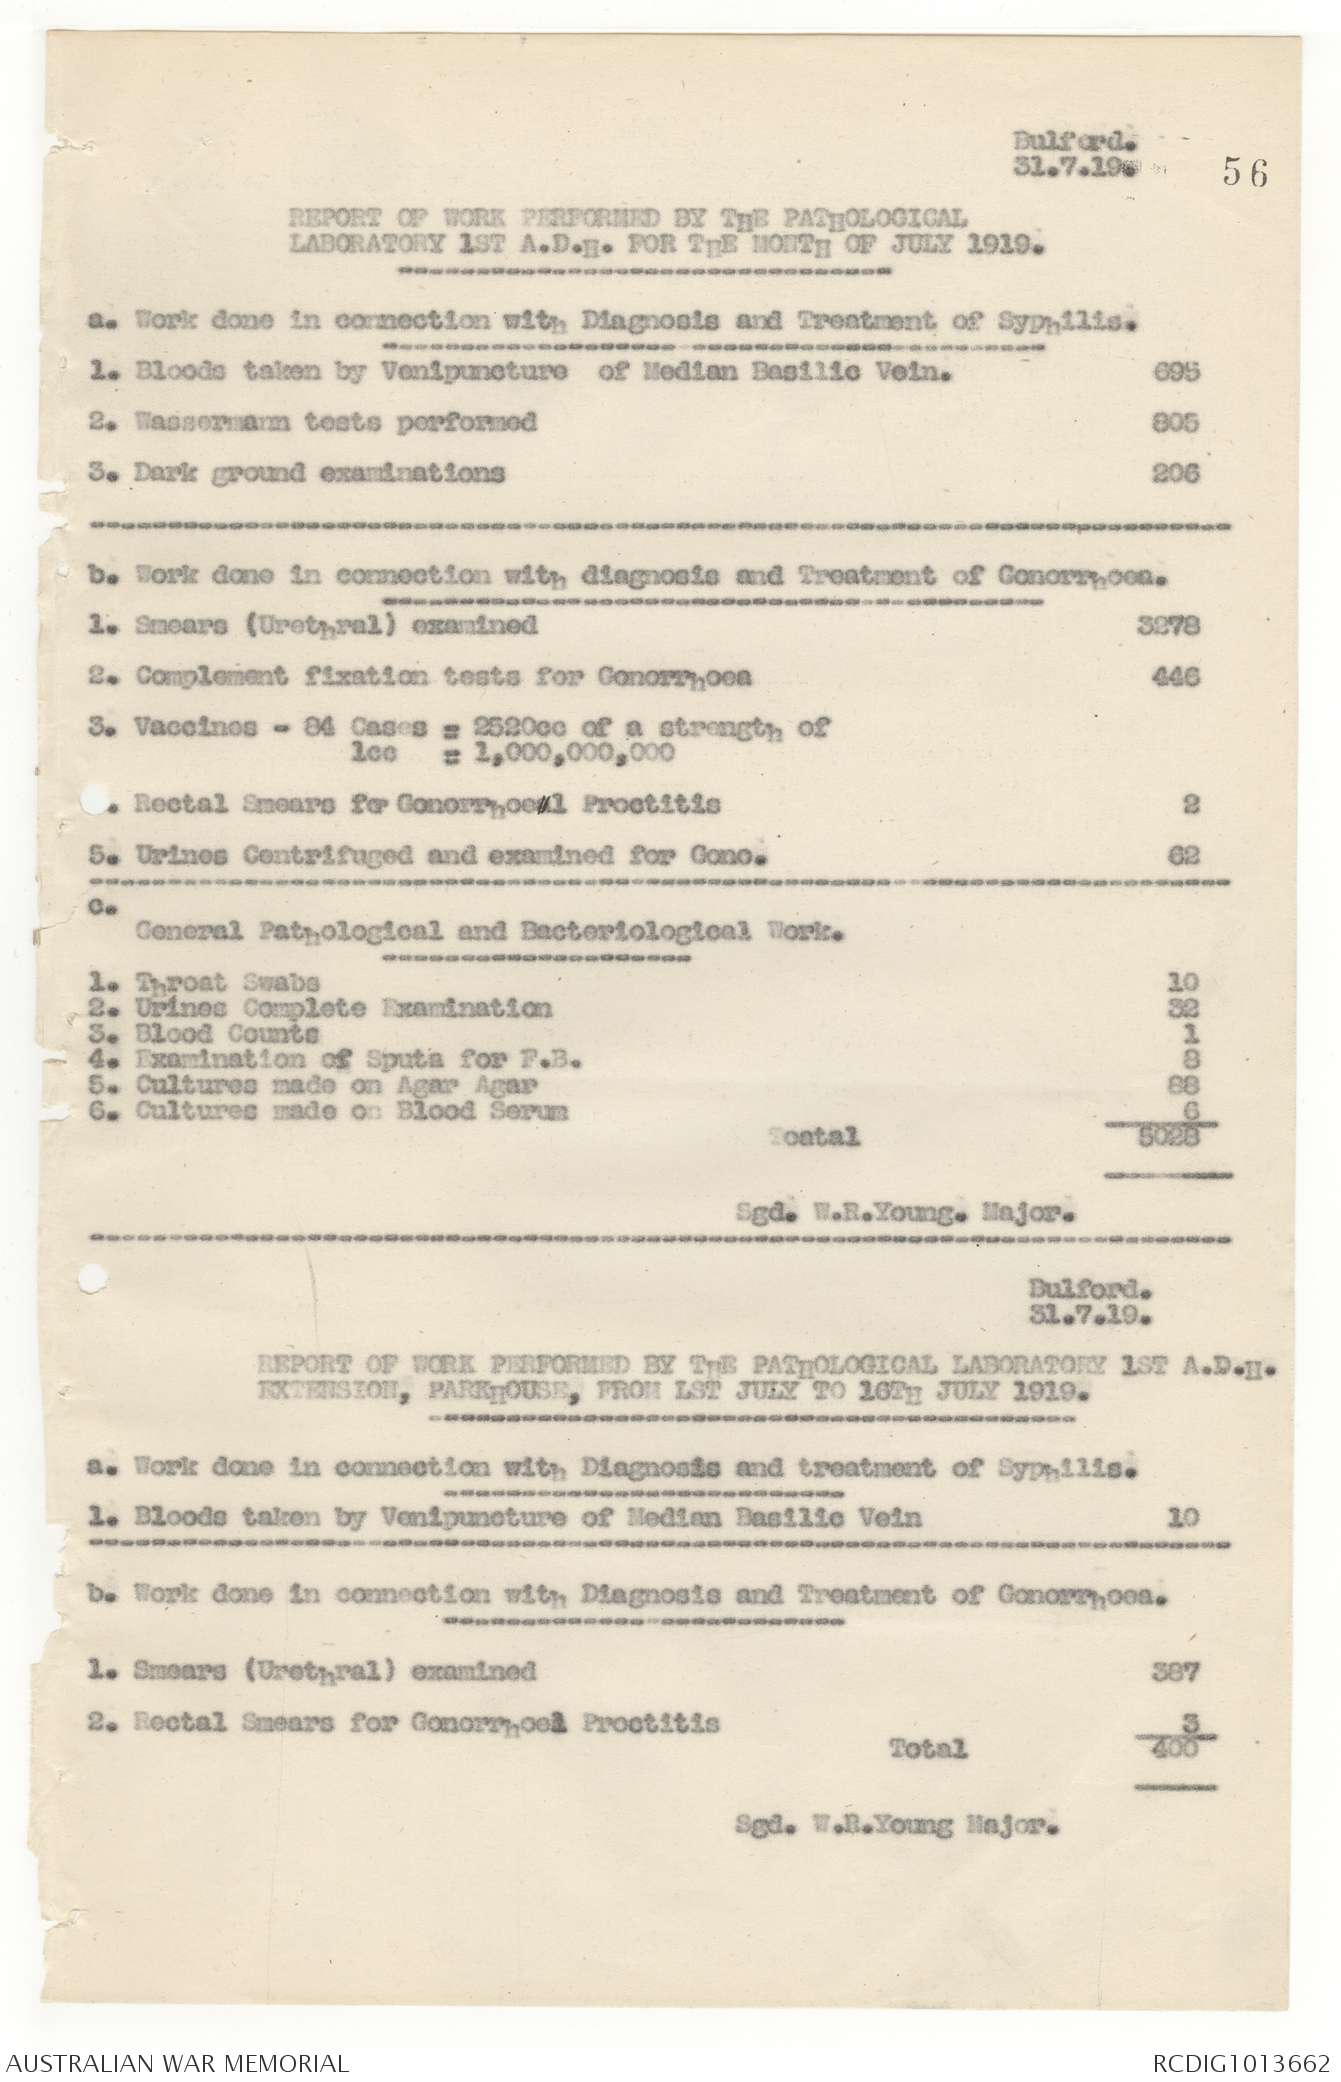 Bulford.
31.7.19.
56
REPORT OF WORK PERFORMED BY THE PATHOLOGICAL
LABORATORY 1ST A.D.H. FOR THE MONTH OF JULY 1919.
a. Work done in connection with Diagnosis and Treatment of Syphilis.
1. Bloods taken by Venipuncture of Median Basilic Vein. 695
2. Wassermann tests performed 805
3. Dark ground examinations 206
b. Work done in connection with diagnosis and Treatment of Gonorrhoea.
1. Smears (Urethral) examined 3278
2. Complement fixation tests for Gonorrhoea 446
3. Vaccines - 84 Cases = 2520cc of a strength of
1cc = 1,000,000,000
. Rectal Smears for Gonorrhoeal Proctitis 2
5. Urines Centrifuged and examined for Gono. 62
c.
General Pathological and Bacteriological Work.
1. Throat Swabs 10
2. Urines Complete Examination 32
3. Blood Counts 1
4. Examination of Sputa for F.B. 8
5. Cultures made on Agar Agar 88
6. Cultures made on Blood Serum 6
Toatal 5028
Sgd. W.R.Young. Major.
Bulford.
31.7.19.
REPORT OF WORK PERFORMED BY THE PATHOLOGICAL LABORATORY 1ST A.D.H.
EXTENSION, PARKHOUSE, FROM LST JULY TO 16TH JULY 1919.
a. Work done in connection with Diagnosis and treatment of Syphilis.
1. Bloods taken by Venipuncture of Median Basilic Vein 10
b. Work done in connection with Diagnosis and Treatment of Gonorrhoea.
1. Smears (Urethral) examined 387
2. Rectal Smears for Gonorrhoeal Proctitis 3
Total 400
Sgd. W.R.Young Major.
AUSTRALIAN WAR MEMORIAL
RCDIG1013662